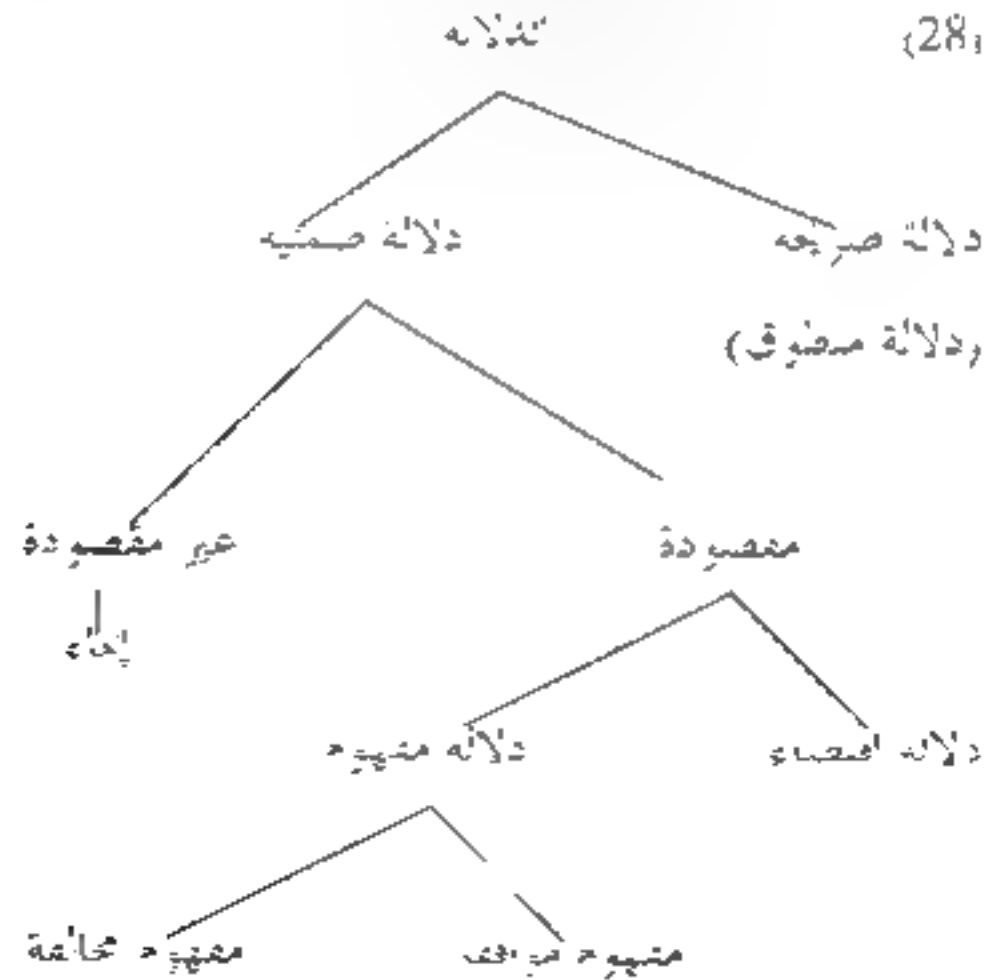 (28)
الدلالة
دلالة صريحة
دلالة ضمنية
(دلالة منطوق)
مقصودة
غير مقصودة
إيماء
دلالة اقتضاء
دلالة مفهوم
مفهوم موافقة
مفهوم مخالفة